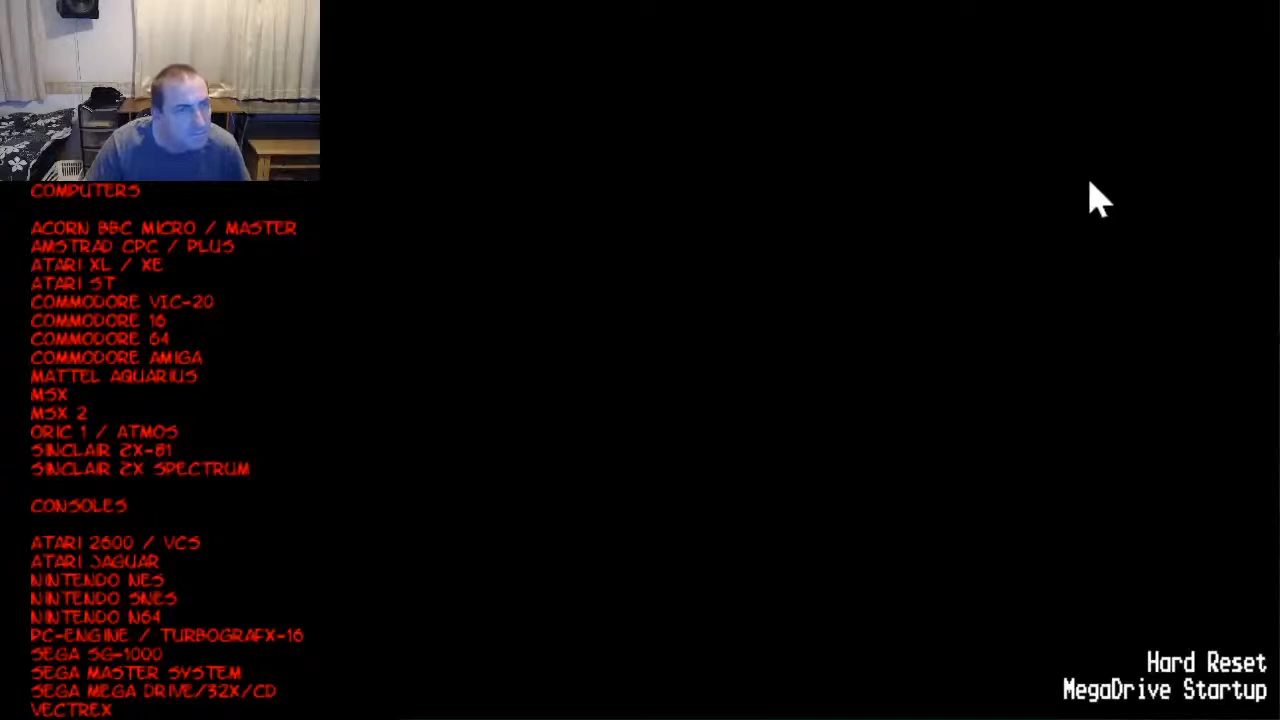 COMPUTERS
ACORN BBC MICRO / MASTER
AMSTRAD CPC / PLUS
ATARI XL / XE
ATARI ST
COMMODORE VIC-20
COMMODORE 16
COMMODORE 64
COMMODORE AMIGA
MATTEL AQUARIUS
MSX
MSX 2
ORIC 1 / ATMOS
SINCLAIR ZX-81
SINCLAIR ZX SPECTRUM
CONSOLES
ATARI 2600 / VCS
ATARI JAGUAR
NINTENDO NES
NINTENDO SNES
NINTENDO N64
PC-ENGINE / TURBOGRAFX-16
SEGA SG-1000
SEGA MASTER SYSTEM
SEGA MEGA DRIVE/32X/CD
VECTREX
Hard Reset
MegaDrive Startup